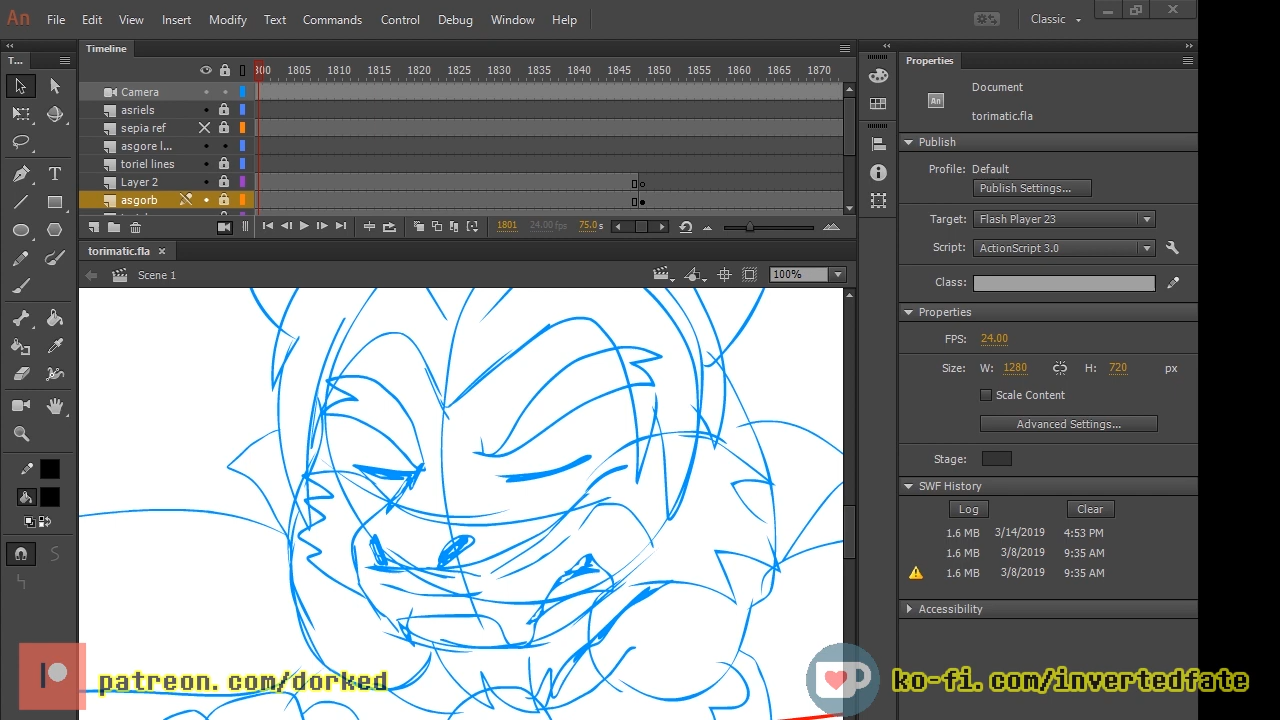 An File Edit View Insert Modify Text Commands Control Debug Window Help Classic
T... Timeline Properties
1805 1810 1815 1820 1825 1830 1835 1840 1845 1850 1855 1860 1865 1870
Camera
asriels
sepia ref
asgore l...
toriel lines
Layer 2
asgorb
1801 24.00 fps 75.0 s
torimatic.fla
Scene 1 100%
An
Document
torimatic.fla
Publish
Profile: Default
Publish Settings...
Target: Flash Player 23
Script: ActionScript 3.0
Class:
Properties
FPS: 24.00
Size: W: 1280 H: 720 px
Scale Content
Advanced Settings...
Stage:
SWF History
Log Clear
1.6 MB 3/14/2019 4:53 PM
1.6 MB 3/8/2019 9:35 AM
1.6 MB 3/8/2019 9:35 AM
Accessibility
patreon.com/dorked
ko-fi.com/invertedfate